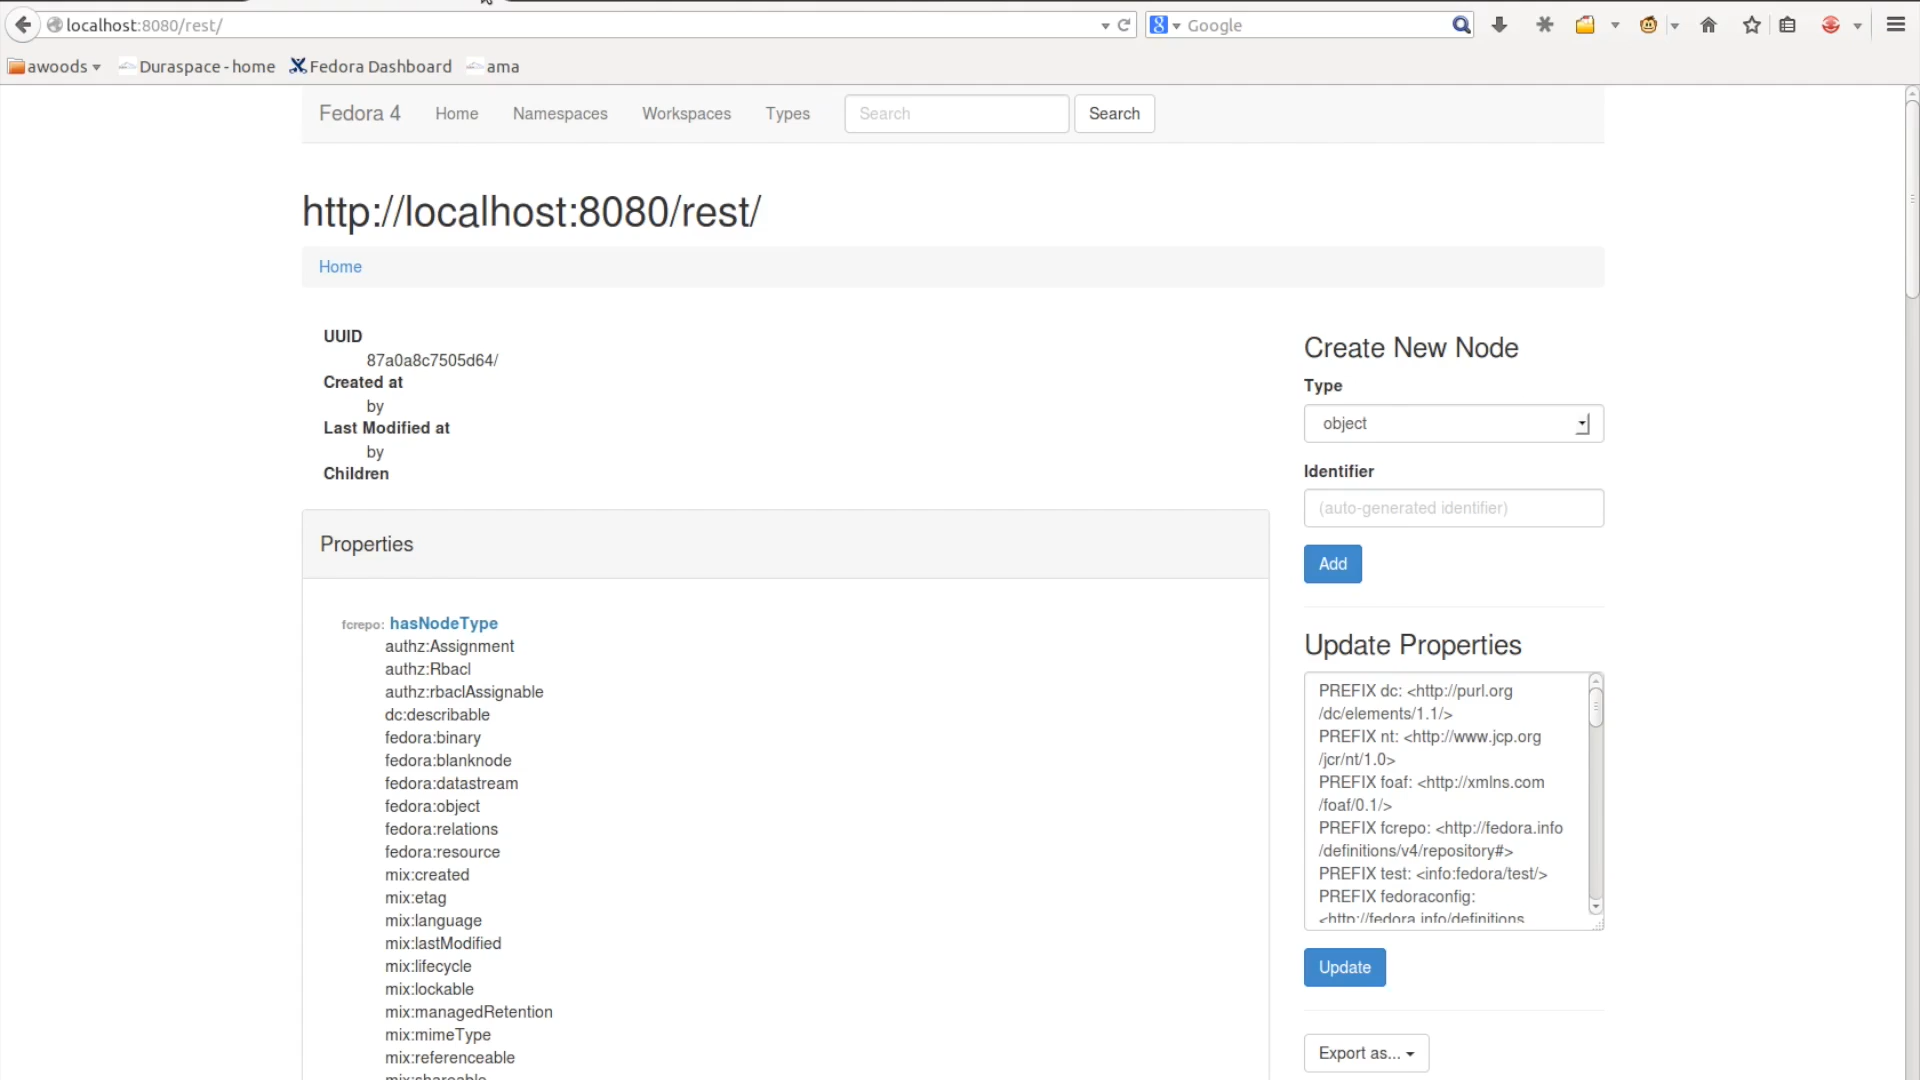 localhost:8080/rest/
Google
awoods
Duraspace - home
Fedora Dashboard
ama
Fedora 4
Home
Namespaces
Workspaces
Types
Search
Search
http://localhost:8080/rest/
Home
UUID
87a0a8c7505d64/
Created at
by
Last Modified at
by
Children
Properties
fcrepo: hasNodeType
authz:Assignment
authz:Rbacl
authz:rbaclAssignable
dc:describable
fedora:binary
fedora:blanknode
fedora:datastream
fedora:object
fedora:relations
fedora:resource
mix:created
mix:etag
mix:language
mix:lastModified
mix:lifecycle
mix:lockable
mix:managedRetention
mix:mimeType
mix:referenceable
mix:shareable
Create New Node
Type
object
Identifier
(auto-generated identifier)
Add
Update Properties
PREFIX dc: <http://purl.org
/dc/elements/1.1/>
PREFIX nt: <http://www.jcp.org
/jcr/nt/1.0>
PREFIX foaf: <http://xmlns.com
/foaf/0.1/>
PREFIX fcrepo: <http://fedora.info
/definitions/v4/repository#>
PREFIX test: <info:fedora/test/>
PREFIX fedoraconfig:
<http://fedora.info/definitions
Update
Export as...